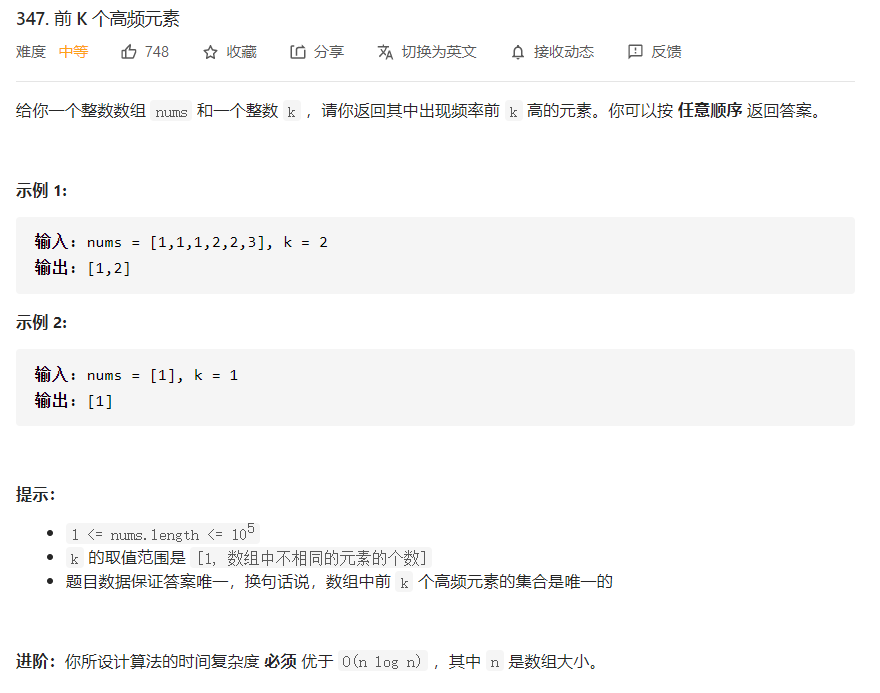 347. 前 K 个高频元素
难度 中等 748 收藏 分享 切换为英文 接收动态 反馈
给你一个整数数组 nums 和一个整数 k ，请你返回其中出现频率前 k 高的元素。你可以按 任意顺序 返回答案。
示例 1:
输入: nums = [1,1,1,2,2,3], k = 2
输出: [1,2]
示例 2:
输入: nums = [1], k = 1
输出: [1]
提示：
1 <= nums.length <= 10⁵
k 的取值范围是 [1, 数组中不相同的元素的个数]
题目数据保证答案唯一，换句话说，数组中前 k 个高频元素的集合是唯一的
进阶：你所设计算法的时间复杂度 必须 优于 O(n log n) ，其中 n 是数组大小。